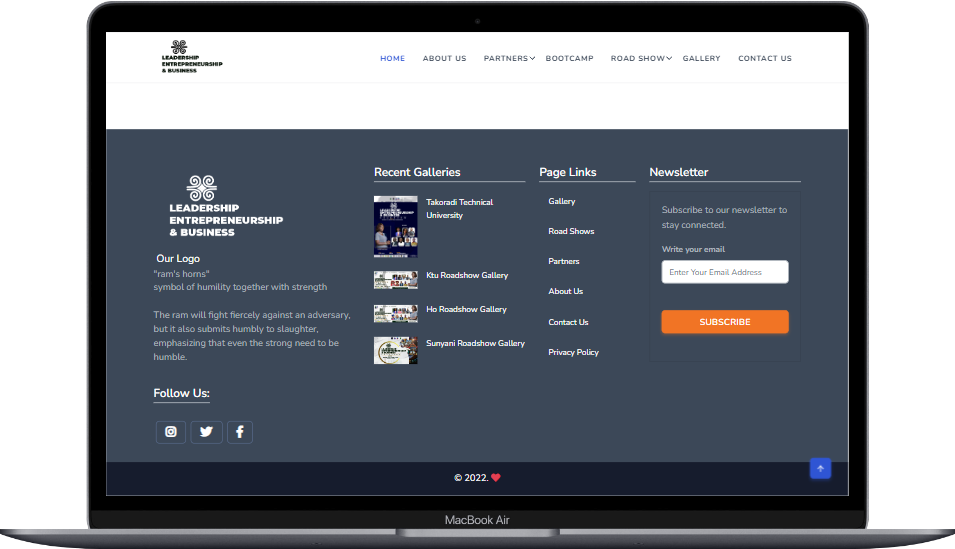 LEADERSHIP
ENTREPRENEURSHIP
& BUSINESS
HOME ABOUT US PARTNERS BOOTCAMP ROAD SHOW GALLERY CONTACT US
LEADERSHIP
ENTREPRENEURSHIP
& BUSINESS
Our Logo
"ram's horns"
symbol of humility together with strength
The ram will fight fiercely against an adversary,
but it also submits humbly to slaughter,
emphasizing that even the strong need to be
humble.
Follow Us:
Recent Galleries
Takoradi Technical
University
Ktu Roadshow Gallery
Ho Roadshow Gallery
Sunyani Roadshow Gallery
Page Links
Gallery
Road Shows
Partners
About Us
Contact Us
Privacy Policy
Newsletter
Subscribe to our newsletter to
stay connected.
Write your email
Enter Your Email Address
SUBSCRIBE
© 2022.
MacBook Air